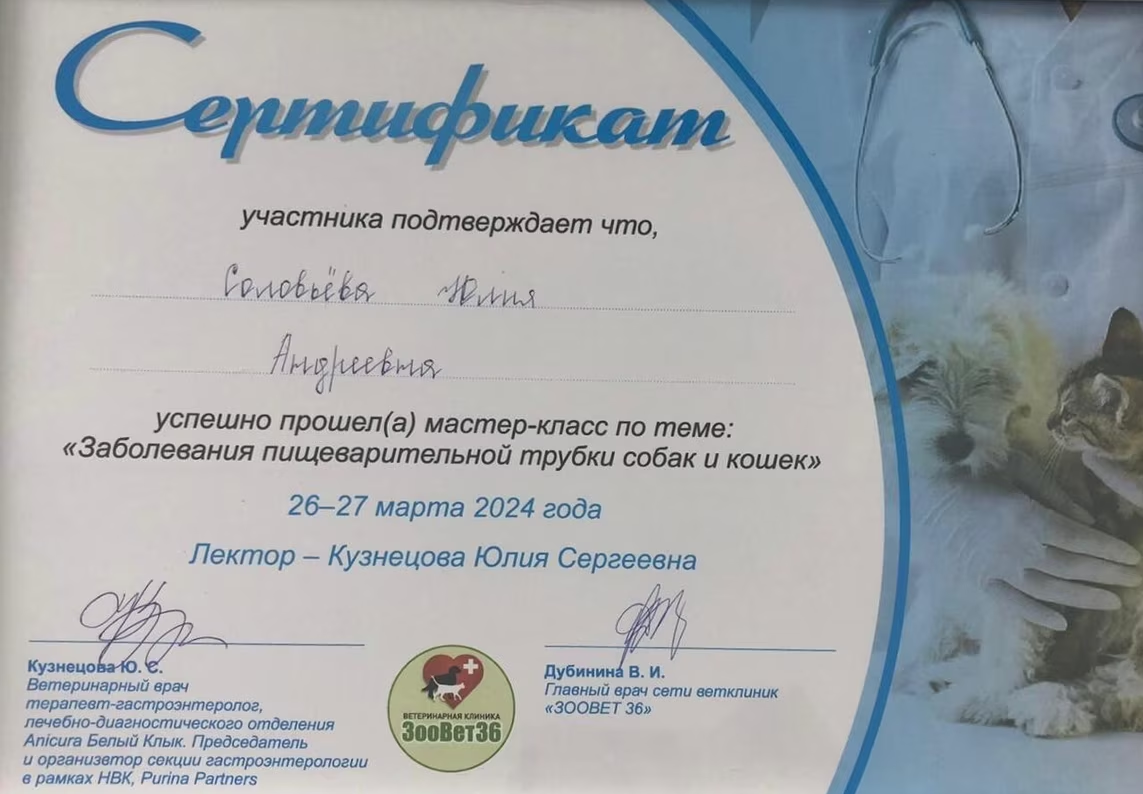 Сертификат
участника подтверждает что,
Соловьёва Юлия
Андреевна
успешно прошел(а) мастер-класс по теме:
«Заболевания пищеварительной трубки собак и кошек»
26–27 марта 2024 года
Лектор – Кузнецова Юлия Сергеевна
Кузнецова Ю. С.
Ветеринарный врач
терапевт-гастроэнтеролог,
лечебно-диагностического отделения
Anicura Белый Клык. Председатель
и организвтор секции гастроэнтерологии
в рамках НВК, Purina Partners
ВЕТЕРИНАРНАЯ КЛИНИКА
ЗооВет36
Дубинина В. И.
Главный врач сети ветклиник
«ЗООВЕТ 36»